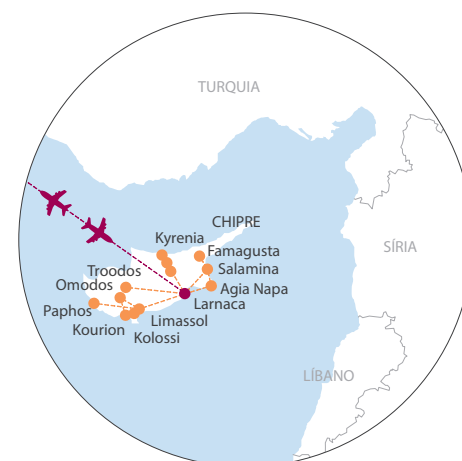 TURQUIA
CHIPRE
Kyrenia
Famagusta
SÍRIA
Salamina
Troodos
Omodos
Agia Napa
Larnaca
Paphos
Limassol
Kourion
Kolossi
LÍBANO